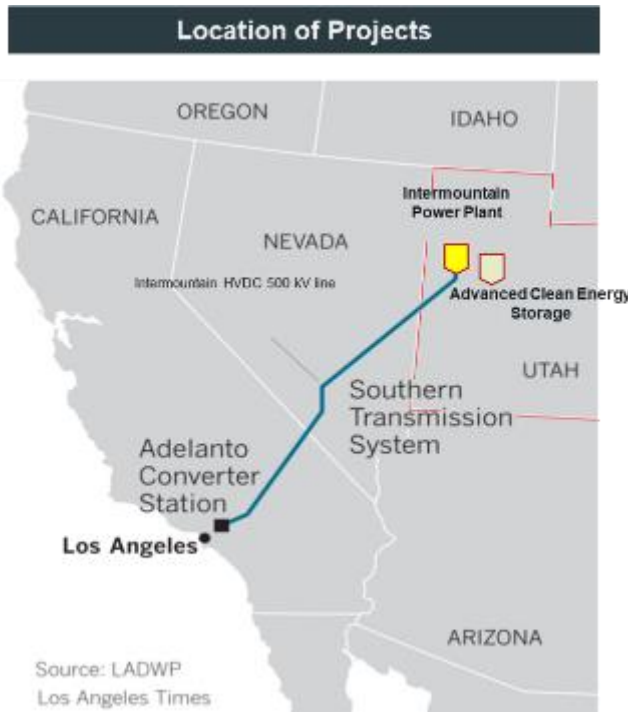 Location of Projects
OREGON
IDAHO
Intermountain
Power Plant
CALIFORNIA
NEVADA
Intermountain HVDC 500 kV line
Advanced Clean Energy
Storage
UTAH
Southern
Transmission
System
Adelanto
Converter
Station
Los Angeles
ARIZONA
Source: LADWP
Los Angeles Times